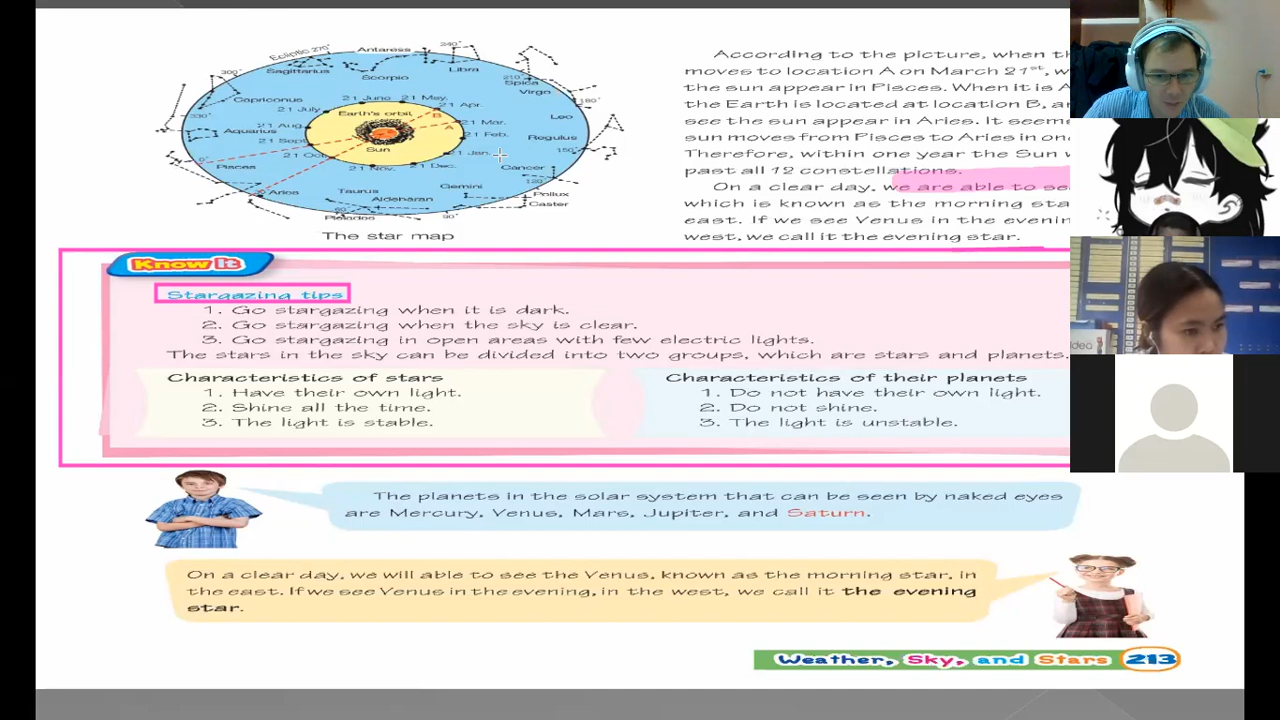 Ecliptic 270°
Antaress
240°
300°
Sagittarius
Scorpio
Libra
210
Spica
Virgo
180°
Capriconus
21 June
21 May
21 Apr.
330°
21 July
Earth's orbit
B
Leo
21 Mar.
Aquarius
21 Aug.
21 Feb.
Regulus
21 Sept.
Sun
150°
21 Oct.
21 Jan.
0°
Pisces
21 Nov.
21 Dec.
Cancer
120°
Aries
Taurus
Gemini
Pollux
Aldebaran
Caster
60
90°
Pleiades
The star map
According to the picture, when th
moves to location A on March 21st, w
the sun appear in Pisces. When it is A
the Earth is located at location B, an
see the sun appear in Aries. It seem
sun moves from Pisces to Aries in on
Therefore, within one year the Sun w
past all 12 constellations.
On a clear day, we are able to se
which is known as the morning sta
east. If we see Venus in the evenin
west, we call it the evening star.
Know It
Stargazing tips
1. Go stargazing when it is dark.
2. Go stargazing when the sky is clear.
3. Go stargazing in open areas with few electric lights.
The stars in the sky can be divided into two groups, which are stars and planets.
Characteristics of stars
1. Have their own light.
2. Shine all the time.
3. The light is stable.
Characteristics of their planets
1. Do not have their own light.
2. Do not shine.
3. The light is unstable.
The planets in the solar system that can be seen by naked eyes
are Mercury, Venus, Mars, Jupiter, and Saturn.
On a clear day, we will able to see the Venus, known as the morning star, in
the east. If we see Venus in the evening, in the west, we call it the evening
star.
Weather, Sky, and Stars 213